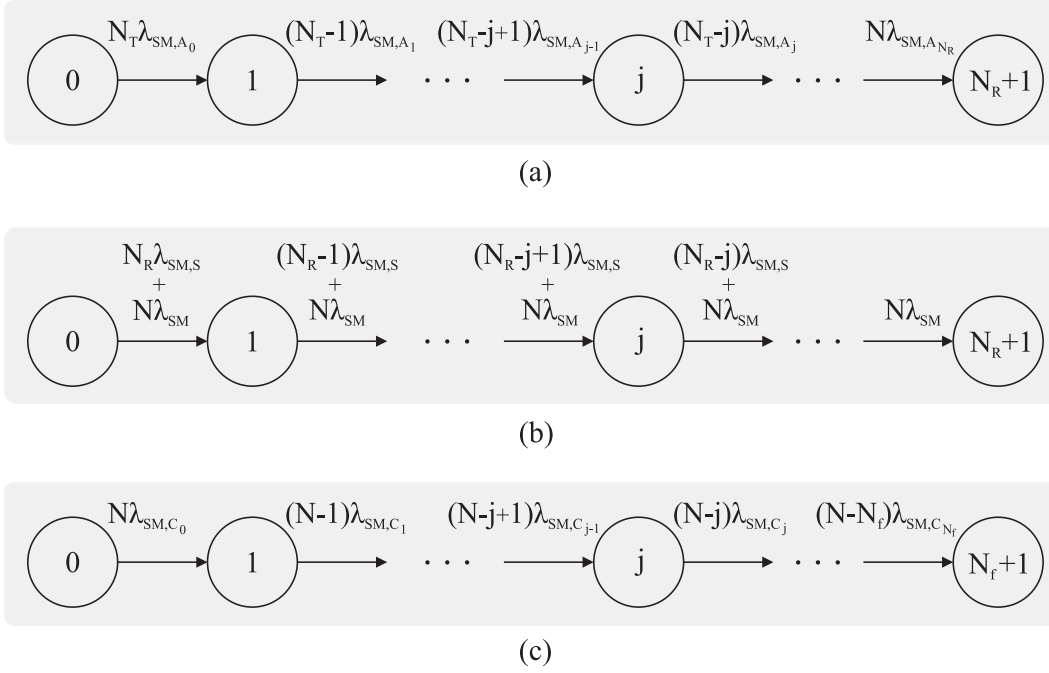 N_Tλ_SM,A_0 (N_T-1)λ_SM,A_1 (N_T-j+1)λ_SM,A_j-1 (N_T-j)λ_SM,A_j Nλ_SM,A_N_R
0 1 · · · j · · · N_R+1
(a)
N_Rλ_SM,S (N_R-1)λ_SM,S (N_R-j+1)λ_SM,S (N_R-j)λ_SM,S
+ + + +
Nλ_SM Nλ_SM Nλ_SM Nλ_SM Nλ_SM
0 1 · · · j · · · N_R+1
(b)
Nλ_SM,C_0 (N-1)λ_SM,C_1 (N-j+1)λ_SM,C_j-1 (N-j)λ_SM,C_j (N-N_f)λ_SM,C_N_f
0 1 · · · j · · · N_f+1
(c)